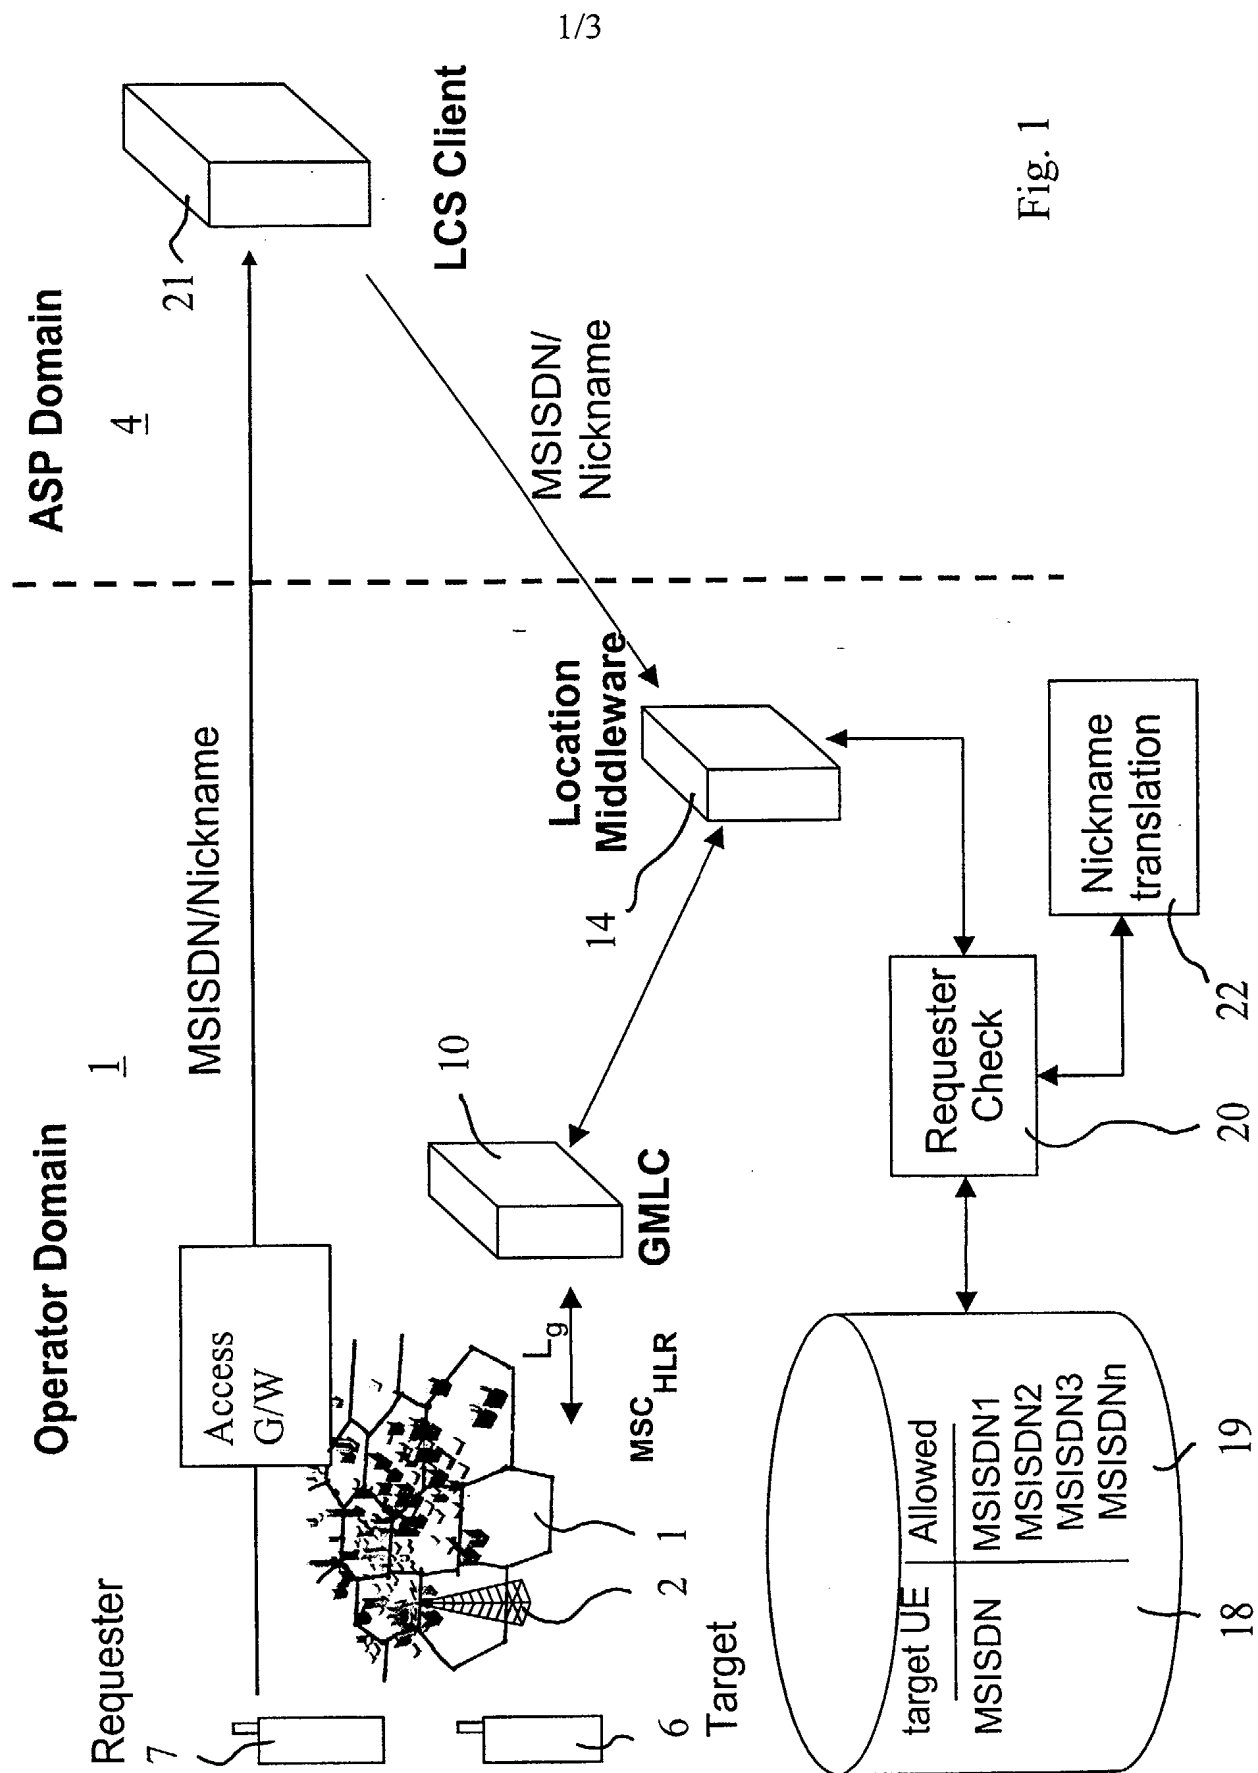 1/3
Operator Domain
1
ASP Domain
4
Requester
7
Access
G/W
MSISDN/Nickname
21
LCS Client
MSISDN/
Nickname
Location
Middleware
14
10
GMLC
Lg
MSC
HLR
1
2
6
Target
target UE
Allowed
MSISDN
MSISDN1
MSISDN2
MSISDN3
MSISDNn
18
19
Requester
Check
20
Nickname
translation
22
Fig. 1